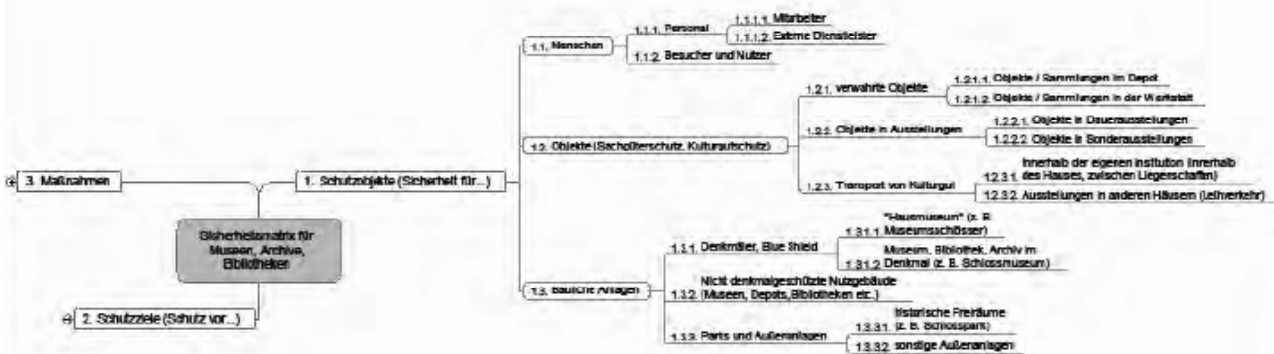 Sicherheitsmatrix für
Museen, Archive,
Bibliotheken
3. Maßnahmen
2. Schutzziele (Schutz vor...)
1. Schutzobjekte (Sicherheit für...)
1.1. Menschen
1.1.1. Personal
1.1.1.1. Mitarbeiter
1.1.1.2. Externe Dienstleister
1.1.2. Besucher und Nutzer
1.2. Objekte (Sachgüterschutz, Kulturgutschutz)
1.2.1. verwahrte Objekte
1.2.1.1. Objekte / Sammlungen im Depot
1.2.1.2. Objekte / Sammlungen in der Werkstatt
1.2.2. Objekte in Ausstellungen
1.2.2.1. Objekte in Dauerausstellungen
1.2.2.2. Objekte in Sonderausstellungen
1.2.3. Transport von Kulturgut
1.2.3.1. Innerhalb der eigenen Institution (innerhalb
des Hauses, zwischen Liegenschaften)
1.2.3.2. Ausstellungen in anderen Häusern (Leihverkehr)
1.3. Bauliche Anlagen
1.3.1. Denkmäler, Blue Shield
1.3.1.1. "Hausmuseum" (z. B.
Museumsschlösser)
1.3.1.2. Museum, Bibliothek, Archiv im
Denkmal (z. B. Schlossmuseum)
1.3.2. Nicht denkmalgeschützte Nutzgebäude
(Museen, Depots, Bibliotheken etc.)
1.3.3. Parks und Außenanlagen
1.3.3.1. historische Freiräume
(z. B. Schlosspark)
1.3.3.2. sonstige Außenanlagen